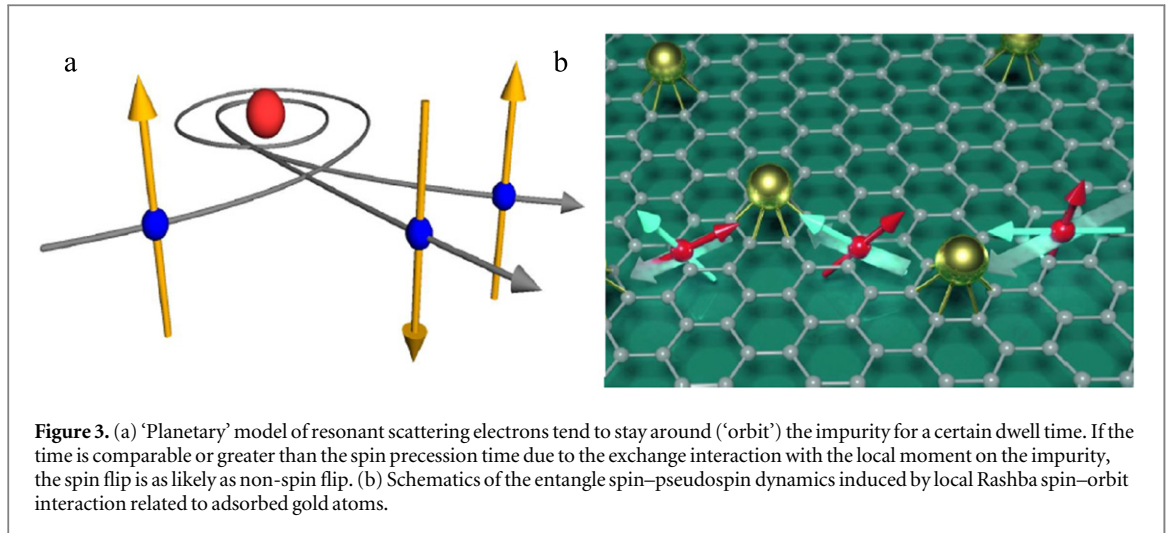 a
b
Figure 3. (a) ‘Planetary’ model of resonant scattering electrons tend to stay around (‘orbit’) the impurity for a certain dwell time. If the
time is comparable or greater than the spin precession time due to the exchange interaction with the local moment on the impurity,
the spin flip is as likely as non-spin flip. (b) Schematics of the entangle spin–pseudospin dynamics induced by local Rashba spin–orbit
interaction related to adsorbed gold atoms.